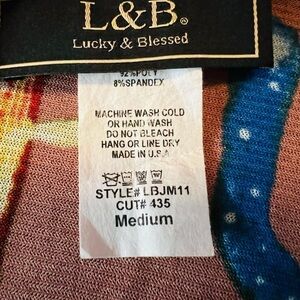 L&B®
Lucky & Blessed
92%POLY
8%SPANDEX
MACHINE WASH COLD
OR HAND WASH
DO NOT BLEACH
HANG OR LINE DRY
MADE IN U.S.A
STYLE# LBJM11
CUT# 435
Medium